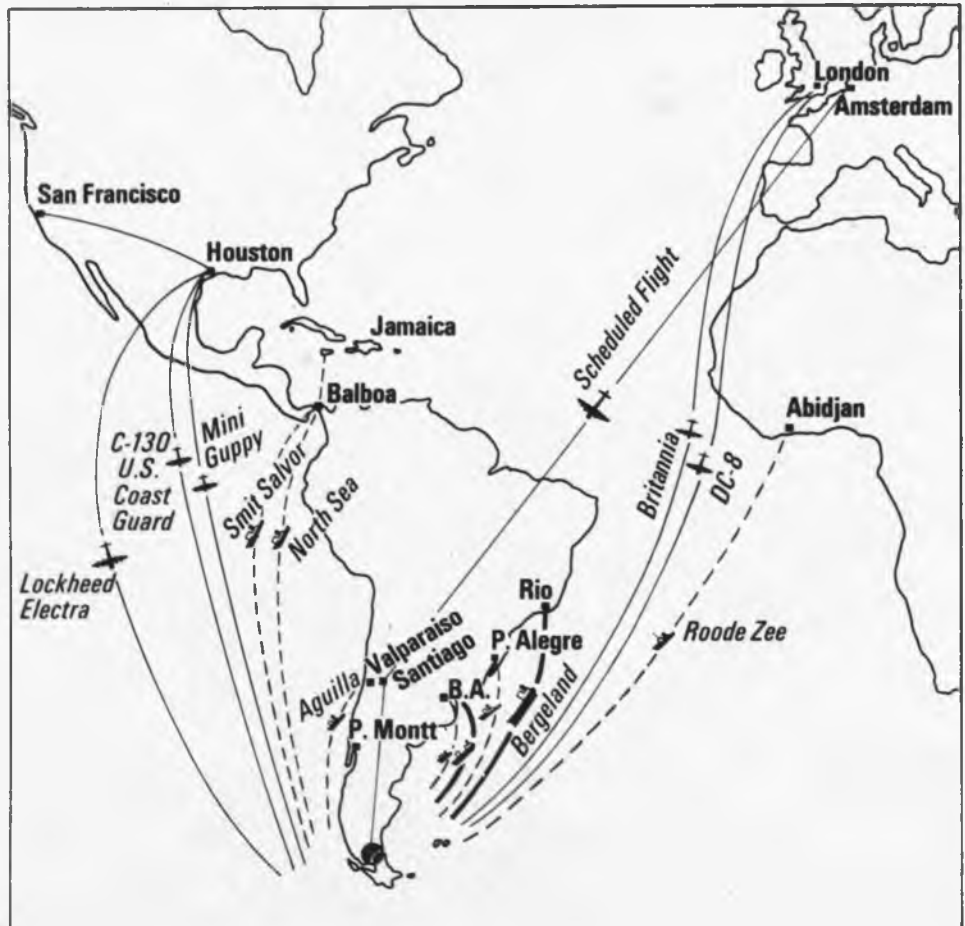 London
Amsterdam
San Francisco
Houston
Scheduled Flight
Jamaica
Balboa
Abidjan
C-130
U.S.
Coast
Guard
Mini
Guppy
Smit Salvor
North Sea
Britannia
DC-8
Lockheed
Electra
Rio
Roode Zee
P. Alegre
Valparaiso
Santiago
Aguilla
B.A.
Bergeland
P. Montt